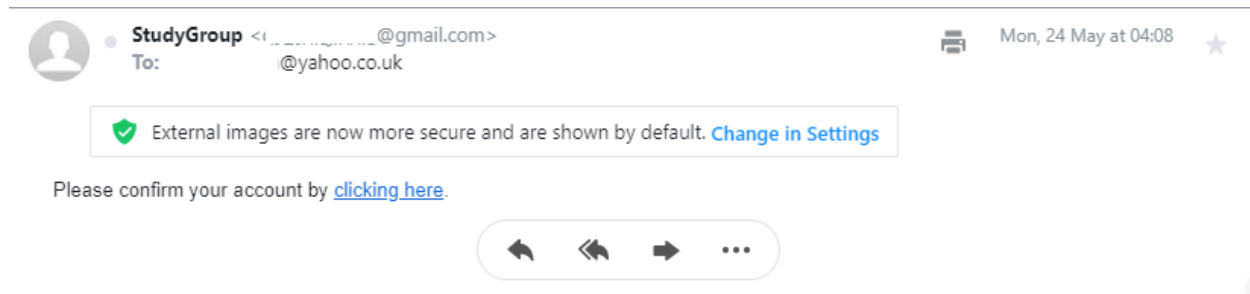 StudyGroup < @gmail.com>
Mon, 24 May at 04:08
To: @yahoo.co.uk
External images are now more secure and are shown by default. Change in Settings
Please confirm your account by clicking here.